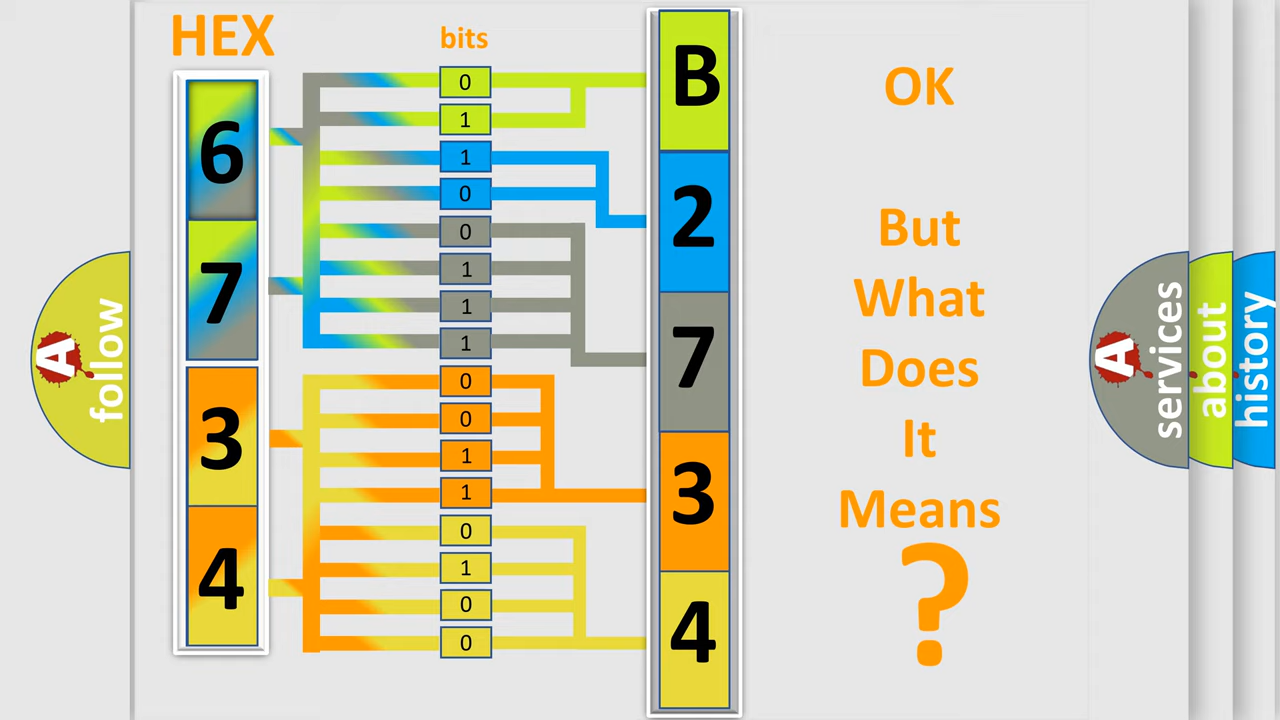 HEX
bits
6
7
3
4
0
1
1
0
0
1
1
1
0
0
1
1
0
1
0
0
B
2
7
3
4
OK
But
What
Does
It
Means
?
A
follow
A
services
about
history